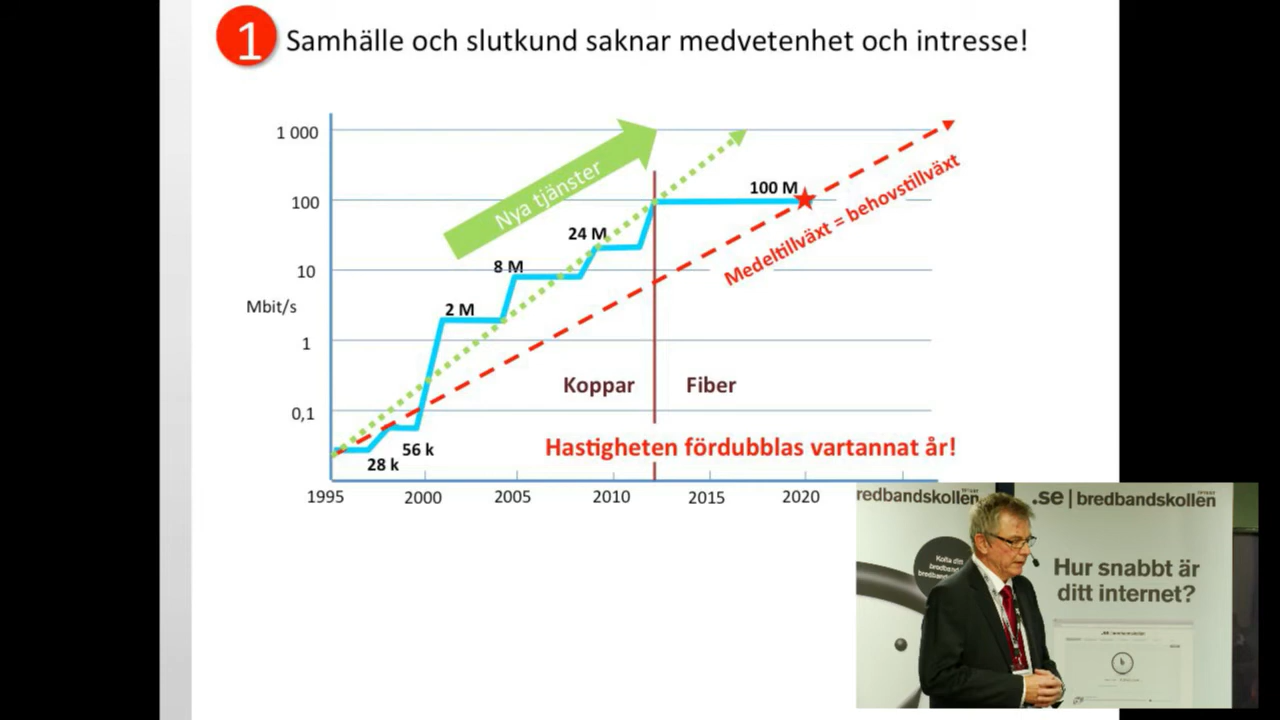 1 Samhälle och slutkund saknar medvetenhet och intresse!
1 000
100
10
Mbit/s
1
0,1
Nya tjänster
100 M
24 M
8 M
2 M
56 k
28 k
Medeltillväxt = behovstillväxt
Koppar Fiber
Hastigheten fördubblas vartannat år!
1995 2000 2005 2010 2015 2020
redbandskollen
.se | bredbandskollen
Kolla ditt
Hur snabbt är
ditt internet?